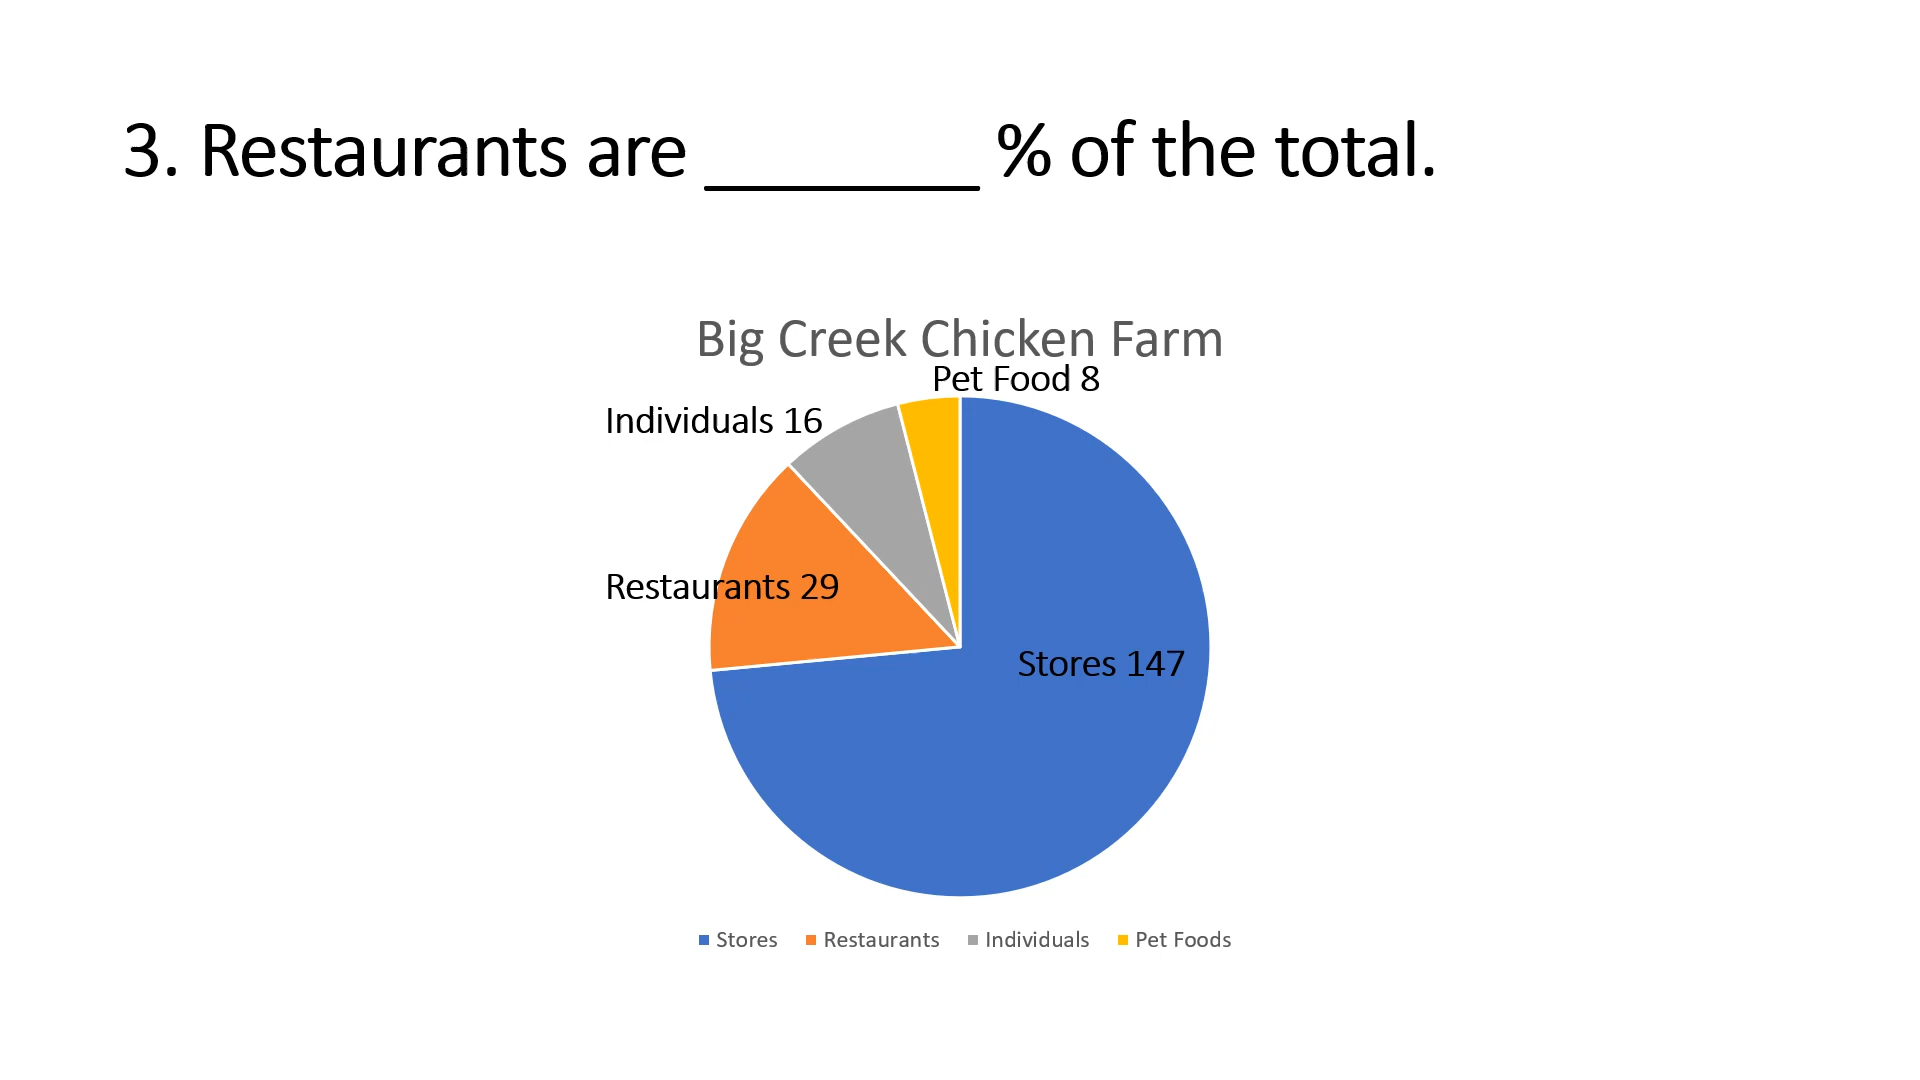 3. Restaurants are ________ % of the total.
Big Creek Chicken Farm
Pet Food 8
Individuals 16
Restaurants 29
Stores 147
Stores Restaurants Individuals Pet Foods